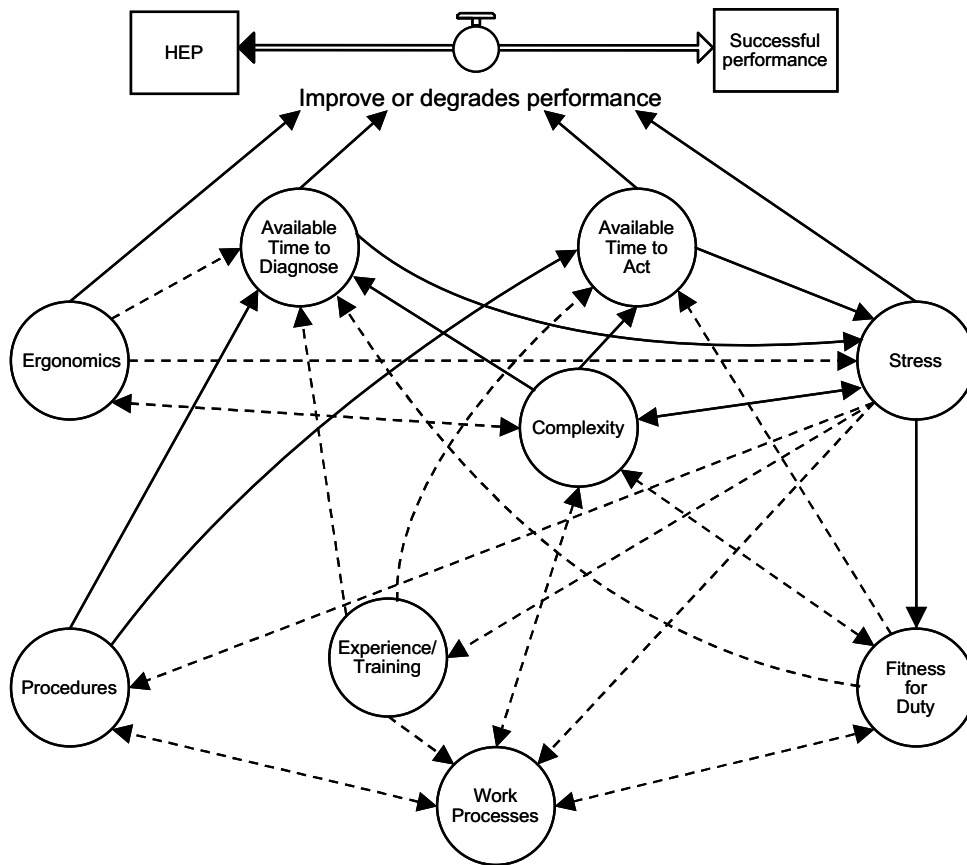 HEP
Successful
performance
Improve or degrades performance
Available
Time to
Diagnose
Available
Time to
Act
Ergonomics
Stress
Complexity
Experience/
Training
Procedures
Fitness
for
Duty
Work
Processes